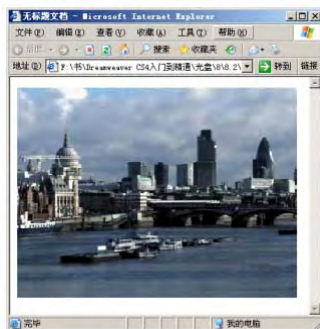 无标题文档 - Microsoft Internet Explorer
文件(F) 编辑(E) 查看(V) 收藏(A) 工具(T) 帮助(H)
后退 搜索 收藏夹
地址(D) F:\书\Dreamweaver CS4入门到精通\光盘\8\8.2\ 转到 链接
完毕 我的电脑